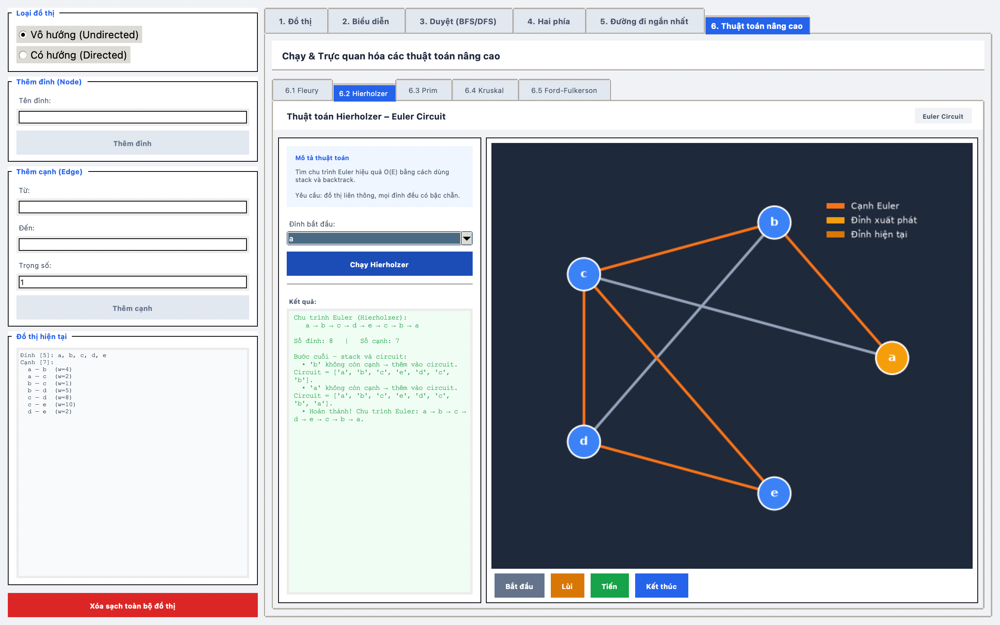 Loại đồ thị
Vô hướng (Undirected)
Có hướng (Directed)
Thêm đỉnh (Node)
Tên đỉnh:
Thêm đỉnh
Thêm cạnh (Edge)
Từ:
Đến:
Trọng số:
1
Thêm cạnh
Đồ thị hiện tại
Đỉnh [5]: a, b, c, d, e
Cạnh [7]:
a — b (w=4)
a — c (w=2)
b — c (w=1)
b — d (w=5)
c — d (w=8)
c — e (w=10)
d — e (w=2)
Xóa sạch toàn bộ đồ thị
1. Đồ thị
2. Biểu diễn
3. Duyệt (BFS/DFS)
4. Hai phía
5. Đường đi ngắn nhất
6. Thuật toán nâng cao
Chạy & Trực quan hóa các thuật toán nâng cao
6.1 Fleury
6.2 Hierholzer
6.3 Prim
6.4 Kruskal
6.5 Ford-Fulkerson
Thuật toán Hierholzer – Euler Circuit
Euler Circuit
Mô tả thuật toán
Tìm chu trình Euler hiệu quả O(E) bằng cách dùng
stack và backtrack.
Yêu cầu: đồ thị liên thông, mọi đỉnh đều có bậc chẵn.
Đỉnh bắt đầu:
a
Chạy Hierholzer
Kết quả:
Chu trình Euler (Hierholzer):
a → b → c → d → e → c → b → a
Số đỉnh: 8 | Số cạnh: 7
Bước cuối — stack và circuit:
• 'b' không còn cạnh → thêm vào circuit.
Circuit = ['a', 'b', 'c', 'e', 'd', 'c',
'b'].
• 'a' không còn cạnh → thêm vào circuit.
Circuit = ['a', 'b', 'c', 'e', 'd', 'c',
'b', 'a'].
• Hoàn thành! Chu trình Euler: a → b → c →
d → e → c → b → a.
Cạnh Euler
Đỉnh xuất phát
Đỉnh hiện tại
b
c
a
d
e
Bắt đầu
Lùi
Tiến
Kết thúc